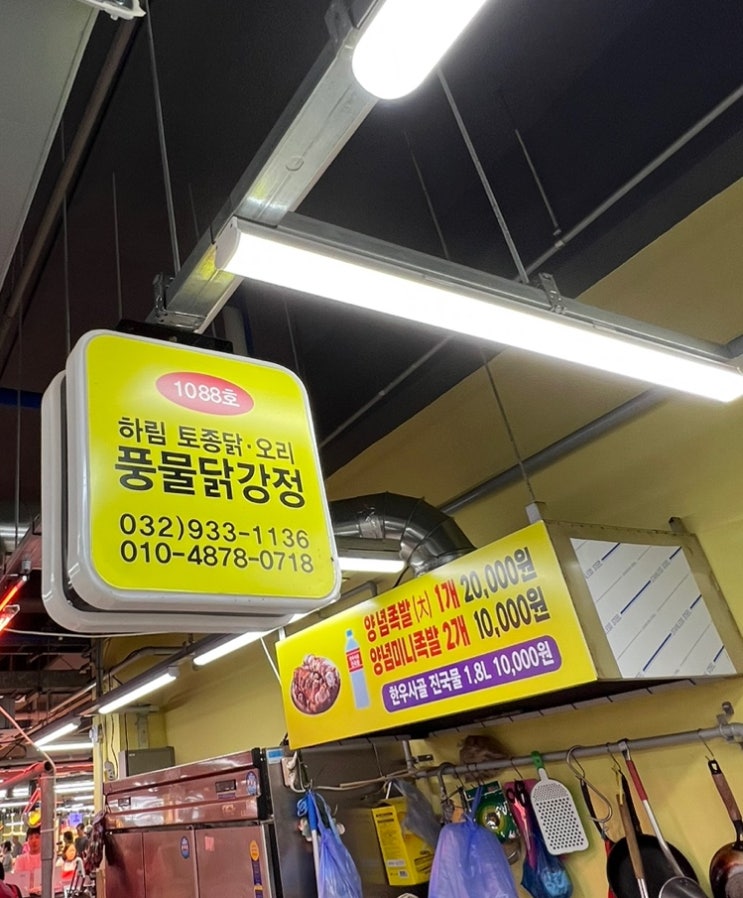 1088호
하림 토종닭·오리
풍물닭강정
032)933-1136
010-4878-0718
양념족발(大) 1개 20,000원
양념미니족발 2개 10,000원
한우사골 진국물 1.8L 10,000원